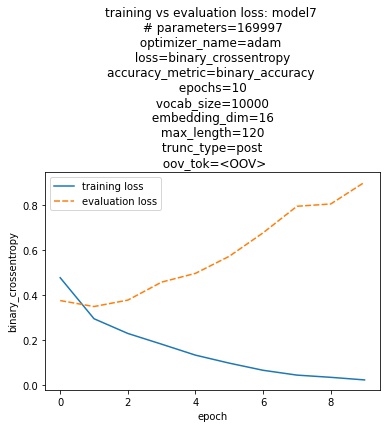 training vs evaluation loss: model7
# parameters=169997
optimizer_name=adam
loss=binary_crossentropy
accuracy_metric=binary_accuracy
epochs=10
vocab_size=10000
embedding_dim=16
max_length=120
trunc_type=post
oov_tok=<OOV>
training loss
evaluation loss
0.8
0.6
0.4
0.2
0.0
binary_crossentropy
0 2 4 6 8
epoch